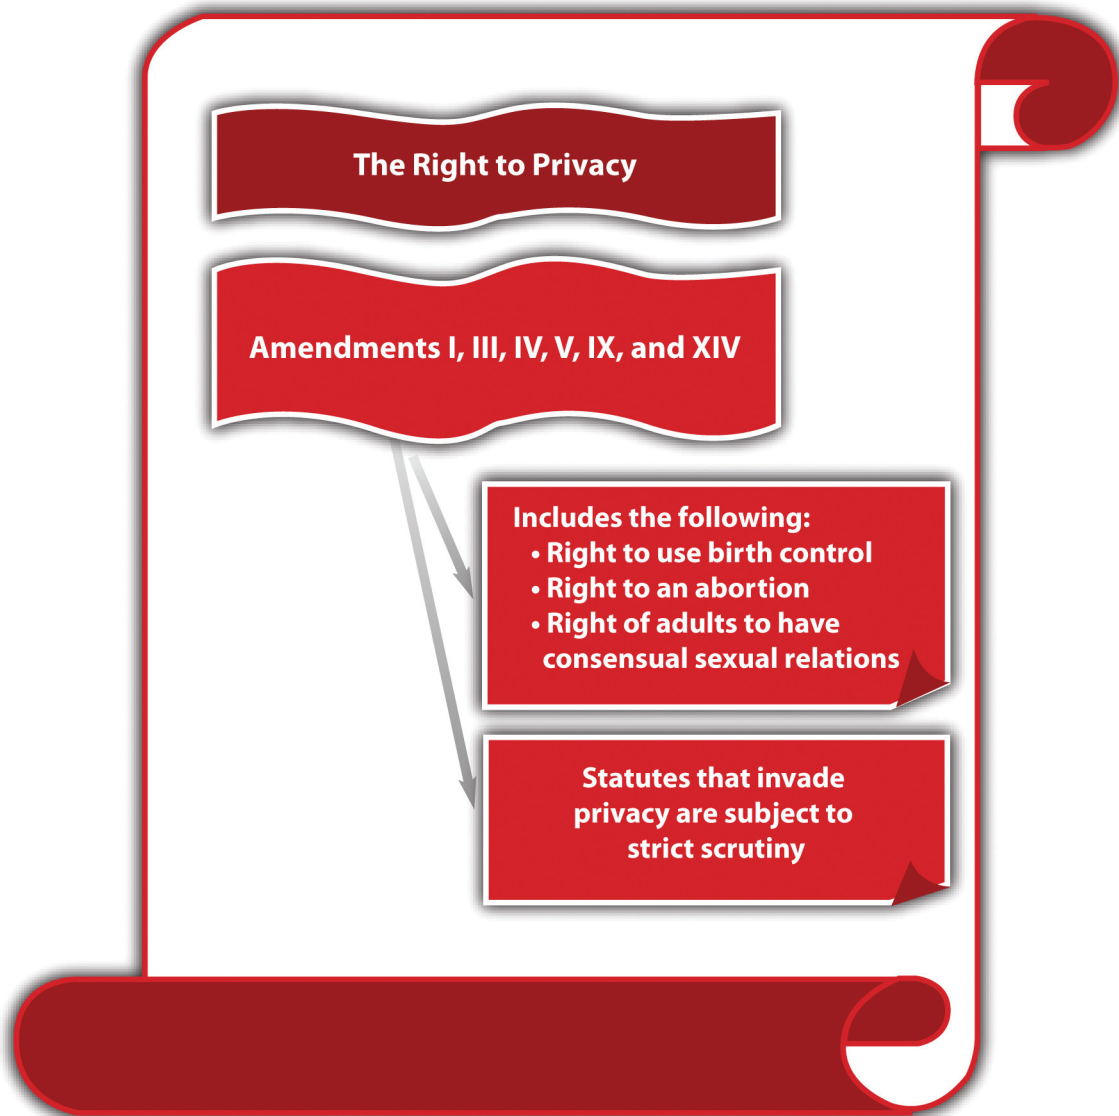 The Right to Privacy
Amendments I, III, IV, V, IX, and XIV
Includes the following:
• Right to use birth control
• Right to an abortion
• Right of adults to have
consensual sexual relations
Statutes that invade
privacy are subject to
strict scrutiny